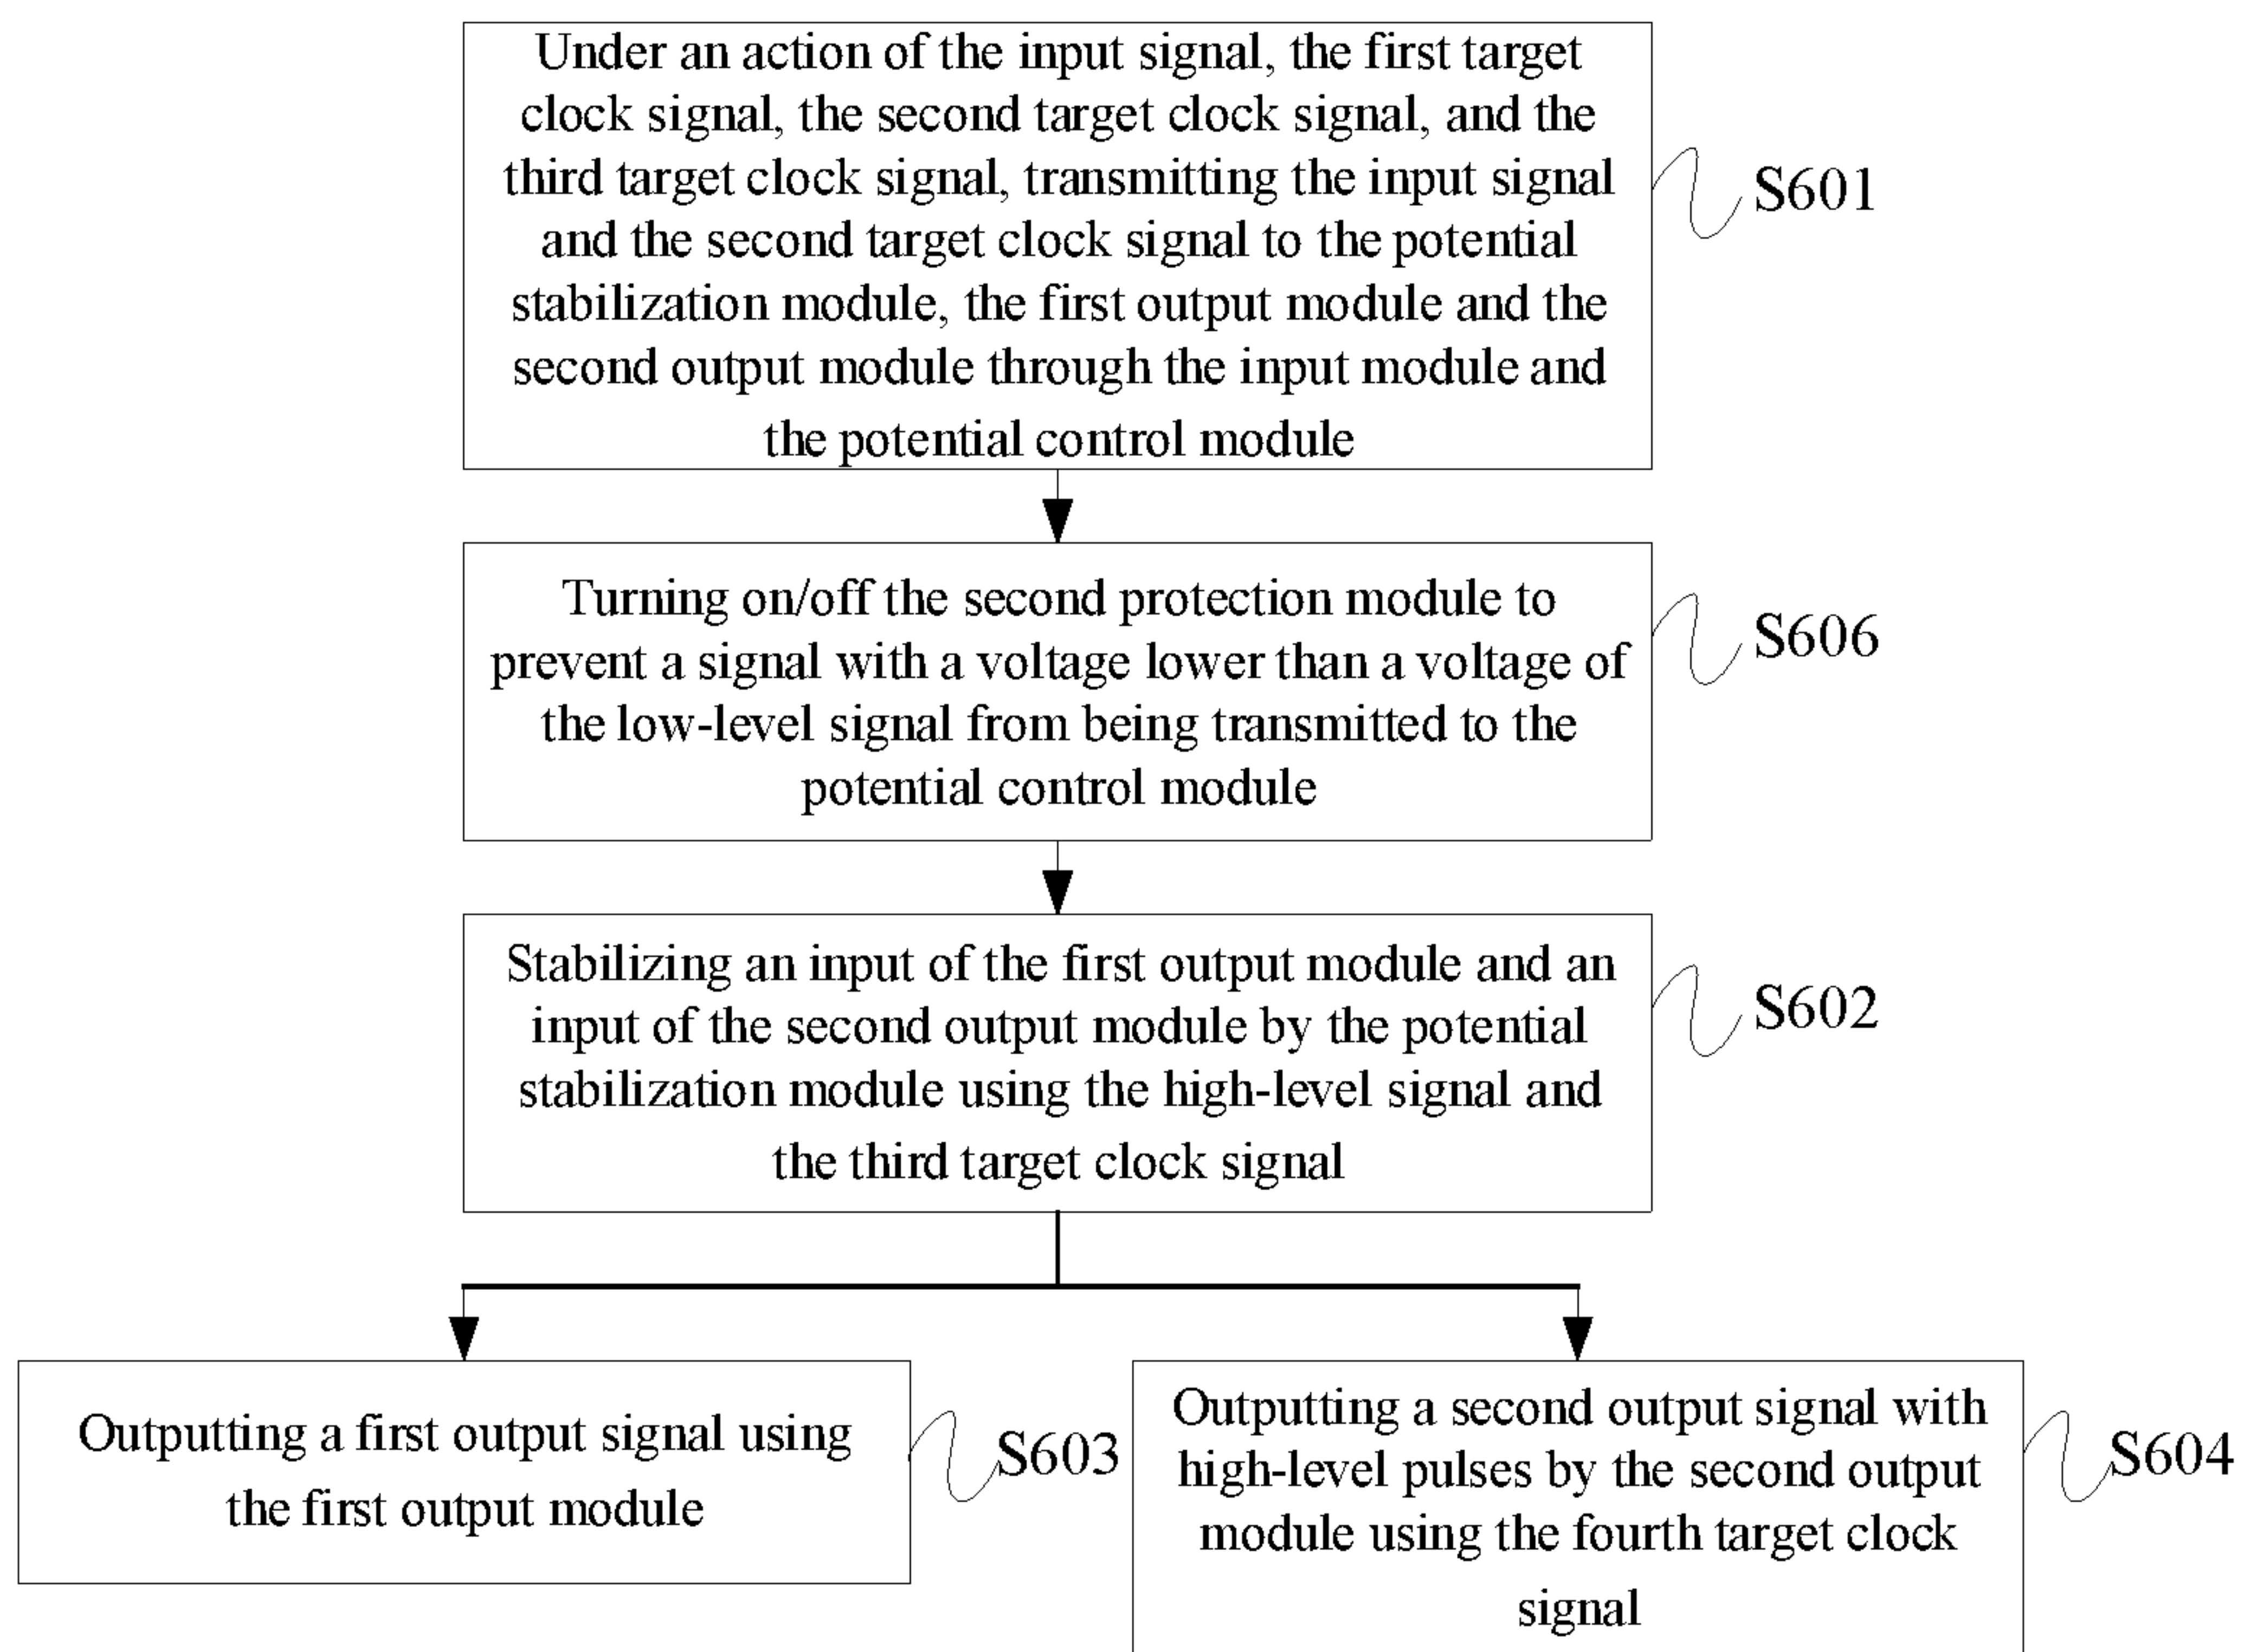 Under an action of the input signal, the first target
clock signal, the second target clock signal, and the
third target clock signal, transmitting the input signal
and the second target clock signal to the potential
stabilization module, the first output module and the
second output module through the input module and
the potential control module
S601
Turning on/off the second protection module to
prevent a signal with a voltage lower than a voltage of
the low-level signal from being transmitted to the
potential control module
S606
Stabilizing an input of the first output module and an
input of the second output module by the potential
stabilization module using the high-level signal and
the third target clock signal
S602
Outputting a first output signal using
the first output module
S603
Outputting a second output signal with
high-level pulses by the second output
module using the fourth target clock
signal
S604